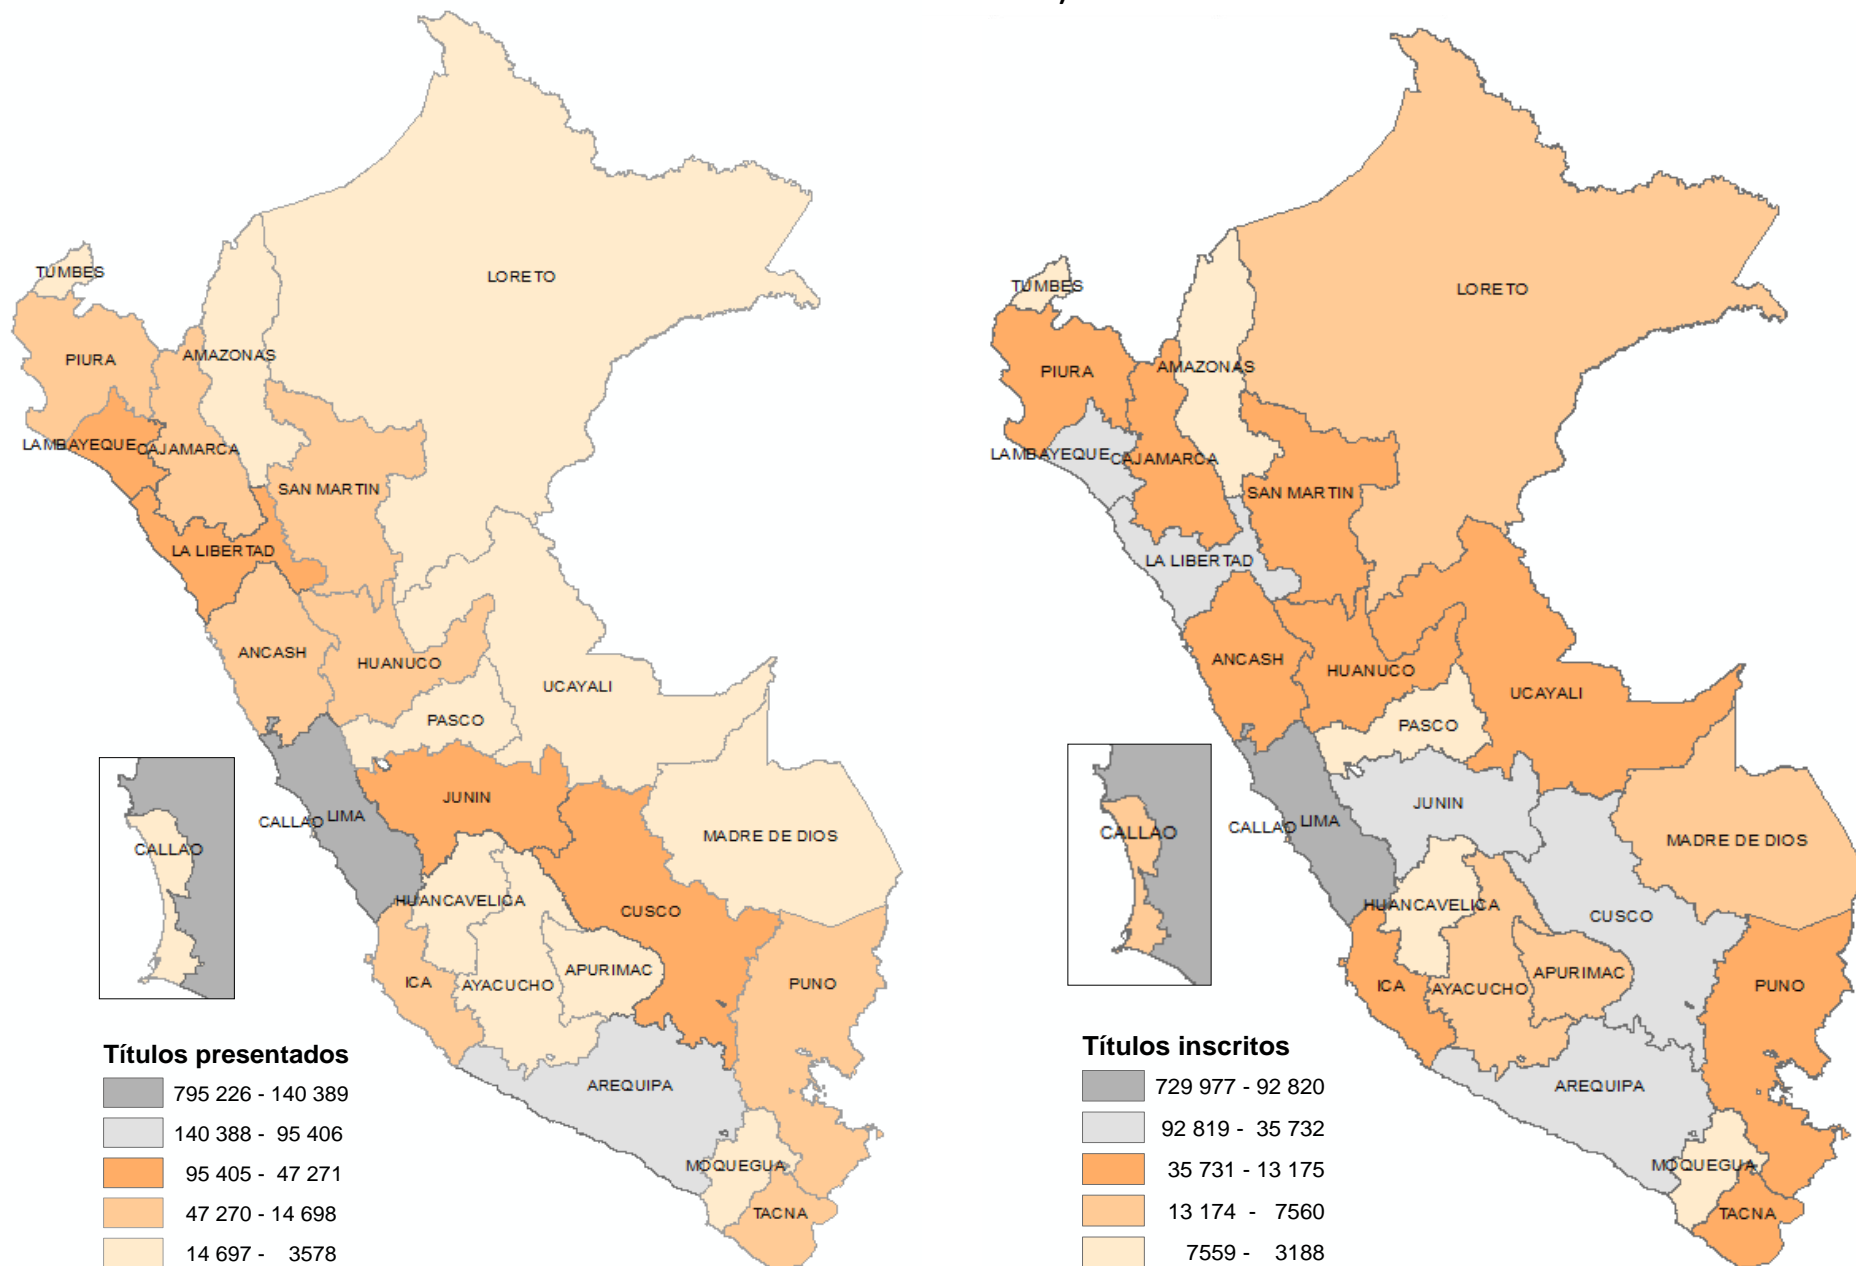 TUMBES
LORETO
PIURA
AMAZONAS
LAMBAYEQUE
CAJAMARCA
SAN MARTIN
LA LIBERTAD
ANCASH
HUANUCO
UCAYALI
PASCO
JUNIN
CALLAO
LIMA
CALLAO
MADRE DE DIOS
HUANCAVELICA
CUSCO
ICA
AYACUCHO
APURIMAC
PUNO
AREQUIPA
MOQUEGUA
TACNA
Títulos presentados
795 226 - 140 389
140 388 - 95 406
95 405 - 47 271
47 270 - 14 698
14 697 - 3578
TUMBES
LORETO
PIURA
AMAZONAS
LAMBAYEQUE
CAJAMARCA
SAN MARTIN
LA LIBERTAD
ANCASH
HUANUCO
UCAYALI
PASCO
JUNIN
CALLAO
LIMA
CALLAO
MADRE DE DIOS
HUANCAVELICA
CUSCO
ICA
AYACUCHO
APURIMAC
PUNO
AREQUIPA
MOQUEGUA
TACNA
Títulos inscritos
729 977 - 92 820
92 819 - 35 732
35 731 - 13 175
13 174 - 7560
7559 - 3188